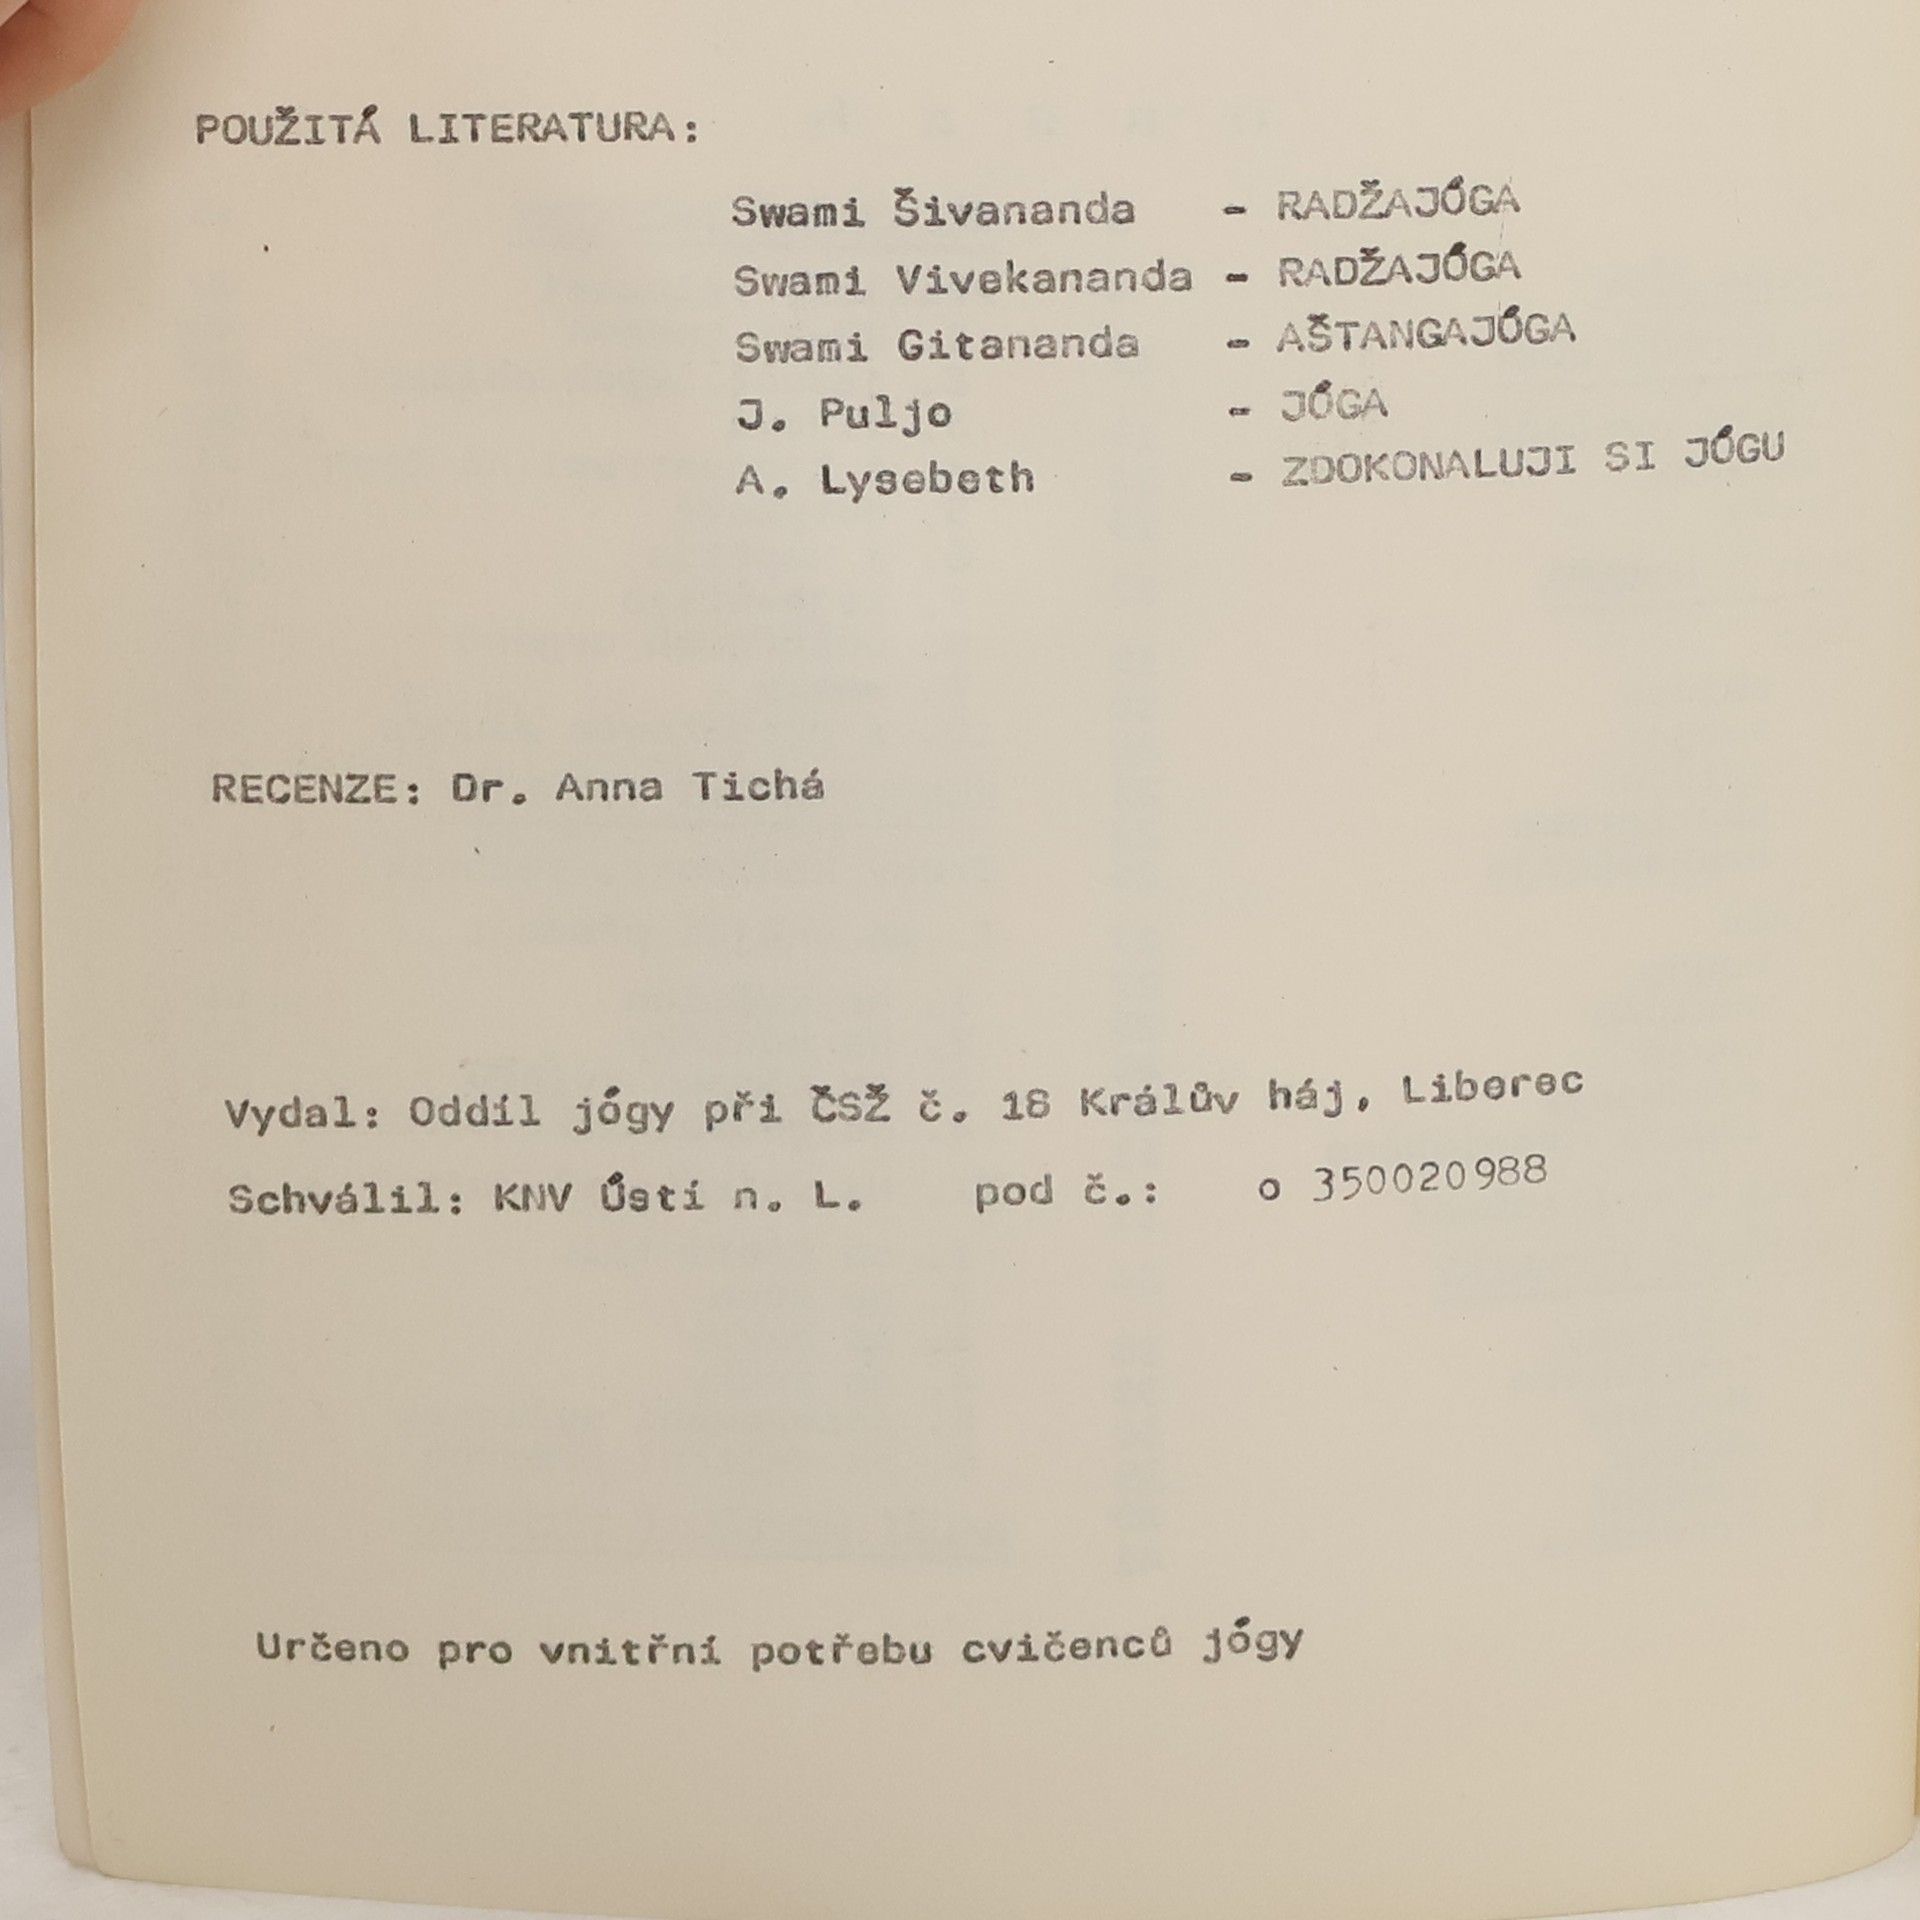 POUŽITÁ LITERATURA:
Swami Šivananda - RADŽAJÓGA
Swami Vivekananda - RADŽAJÓGA
Swami Gitananda - AŠTANGAJÓGA
J. Puljo - JÓGA
A. Lysebeth - ZDOKONALUJI SI JÓGU
RECENZE: Dr. Anna Tichá
Vydal: Oddíl jógy při ČSŽ č. 18 Králův háj, Liberec
Schválil: KNV Ústí n. L. pod č.: o 350020988
Určeno pro vnitřní potřebu cvičenců jógy